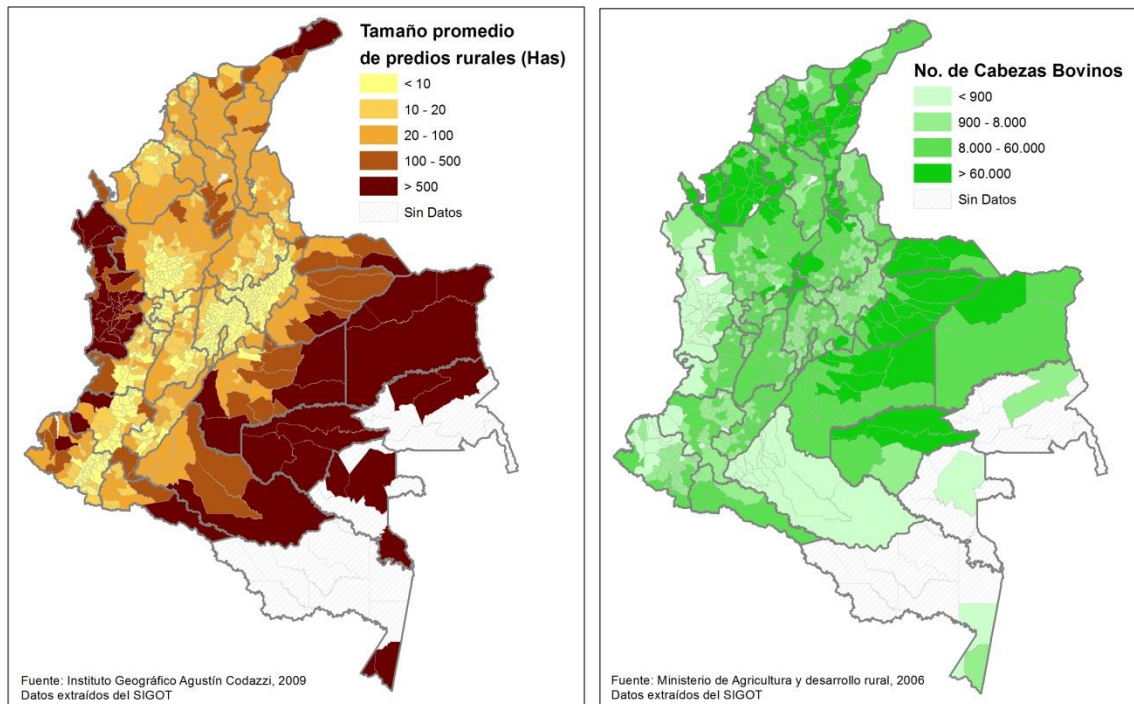 Tamaño promedio
de predios rurales (Has)
< 10
10 - 20
20 - 100
100 - 500
> 500
Sin Datos
Fuente: Instituto Geográfico Agustín Codazzi, 2009
Datos extraídos del SIGOT
No. de Cabezas Bovinos
< 900
900 - 8.000
8.000 - 60.000
> 60.000
Sin Datos
Fuente: Ministerio de Agricultura y desarrollo rural, 2006
Datos extraídos del SIGOT